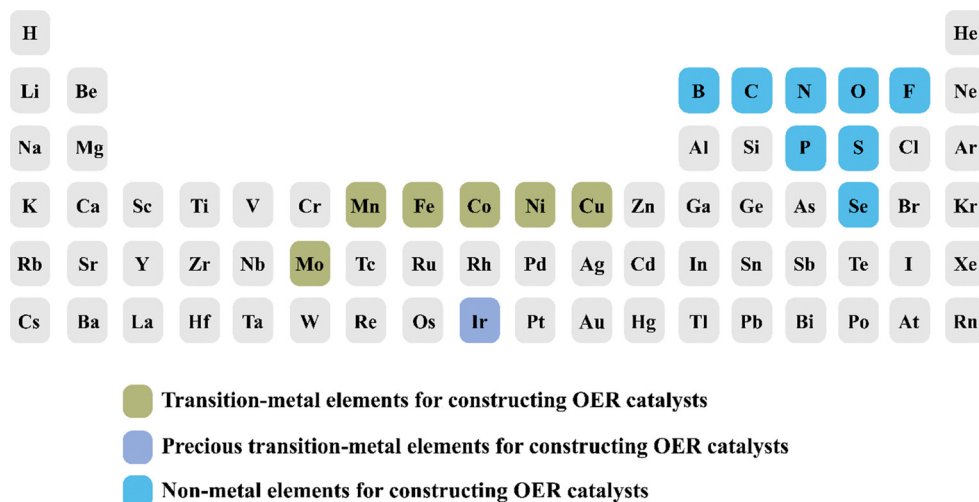 H He
Li Be B C N O F Ne
Na Mg Al Si P S Cl Ar
K Ca Sc Ti V Cr Mn Fe Co Ni Cu Zn Ga Ge As Se Br Kr
Rb Sr Y Zr Nb Mo Tc Ru Rh Pd Ag Cd In Sn Sb Te I Xe
Cs Ba La Hf Ta W Re Os Ir Pt Au Hg Tl Pb Bi Po At Rn
Transition-metal elements for constructing OER catalysts
Precious transition-metal elements for constructing OER catalysts
Non-metal elements for constructing OER catalysts